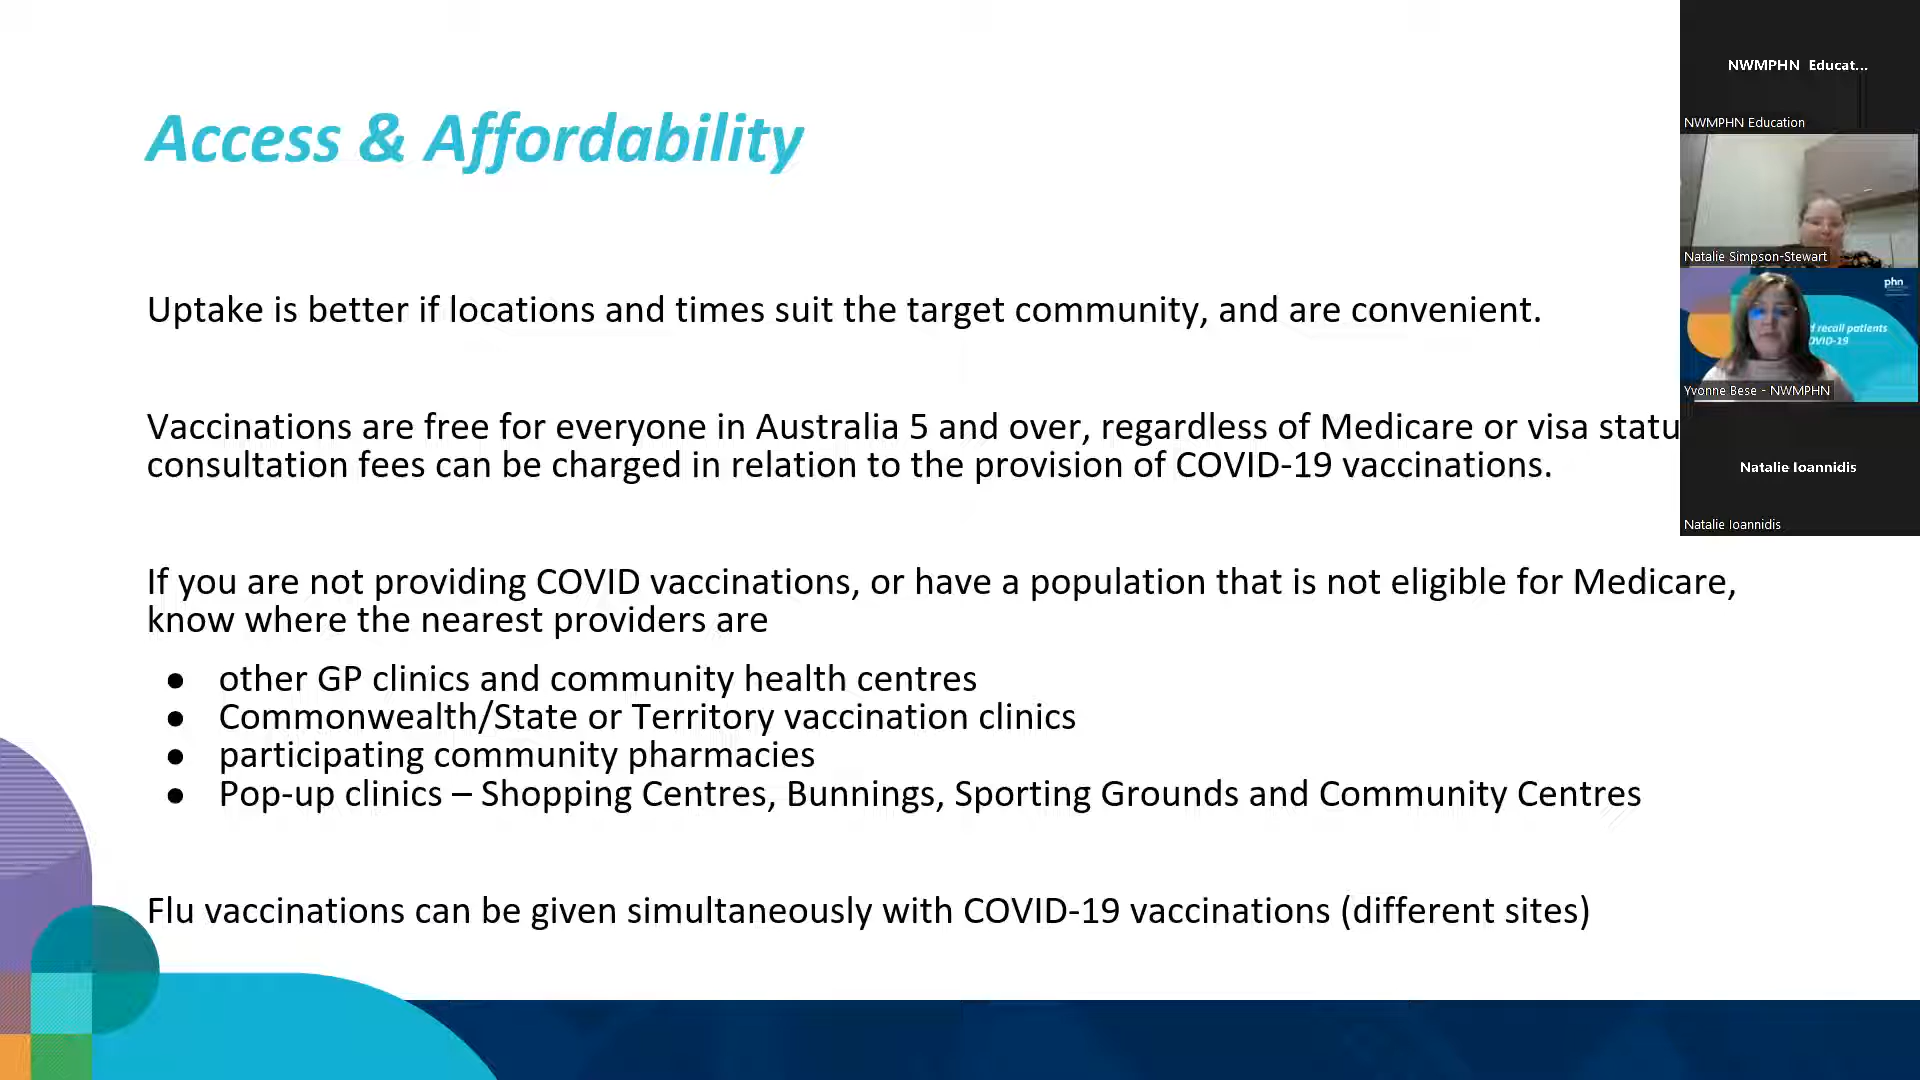 Access & Affordability
Uptake is better if locations and times suit the target community, and are convenient.
Vaccinations are free for everyone in Australia 5 and over, regardless of Medicare or visa statu
consultation fees can be charged in relation to the provision of COVID-19 vaccinations.
If you are not providing COVID vaccinations, or have a population that is not eligible for Medicare,
know where the nearest providers are
● other GP clinics and community health centres
● Commonwealth/State or Territory vaccination clinics
● participating community pharmacies
● Pop-up clinics – Shopping Centres, Bunnings, Sporting Grounds and Community Centres
Flu vaccinations can be given simultaneously with COVID-19 vaccinations (different sites)
NWMPHN Educat...
NWMPHN Education
Natalie Simpson-Stewart
phn
d recall patients
OVID-19
Yvonne Bese - NWMPHN
Natalie Ioannidis
Natalie Ioannidis